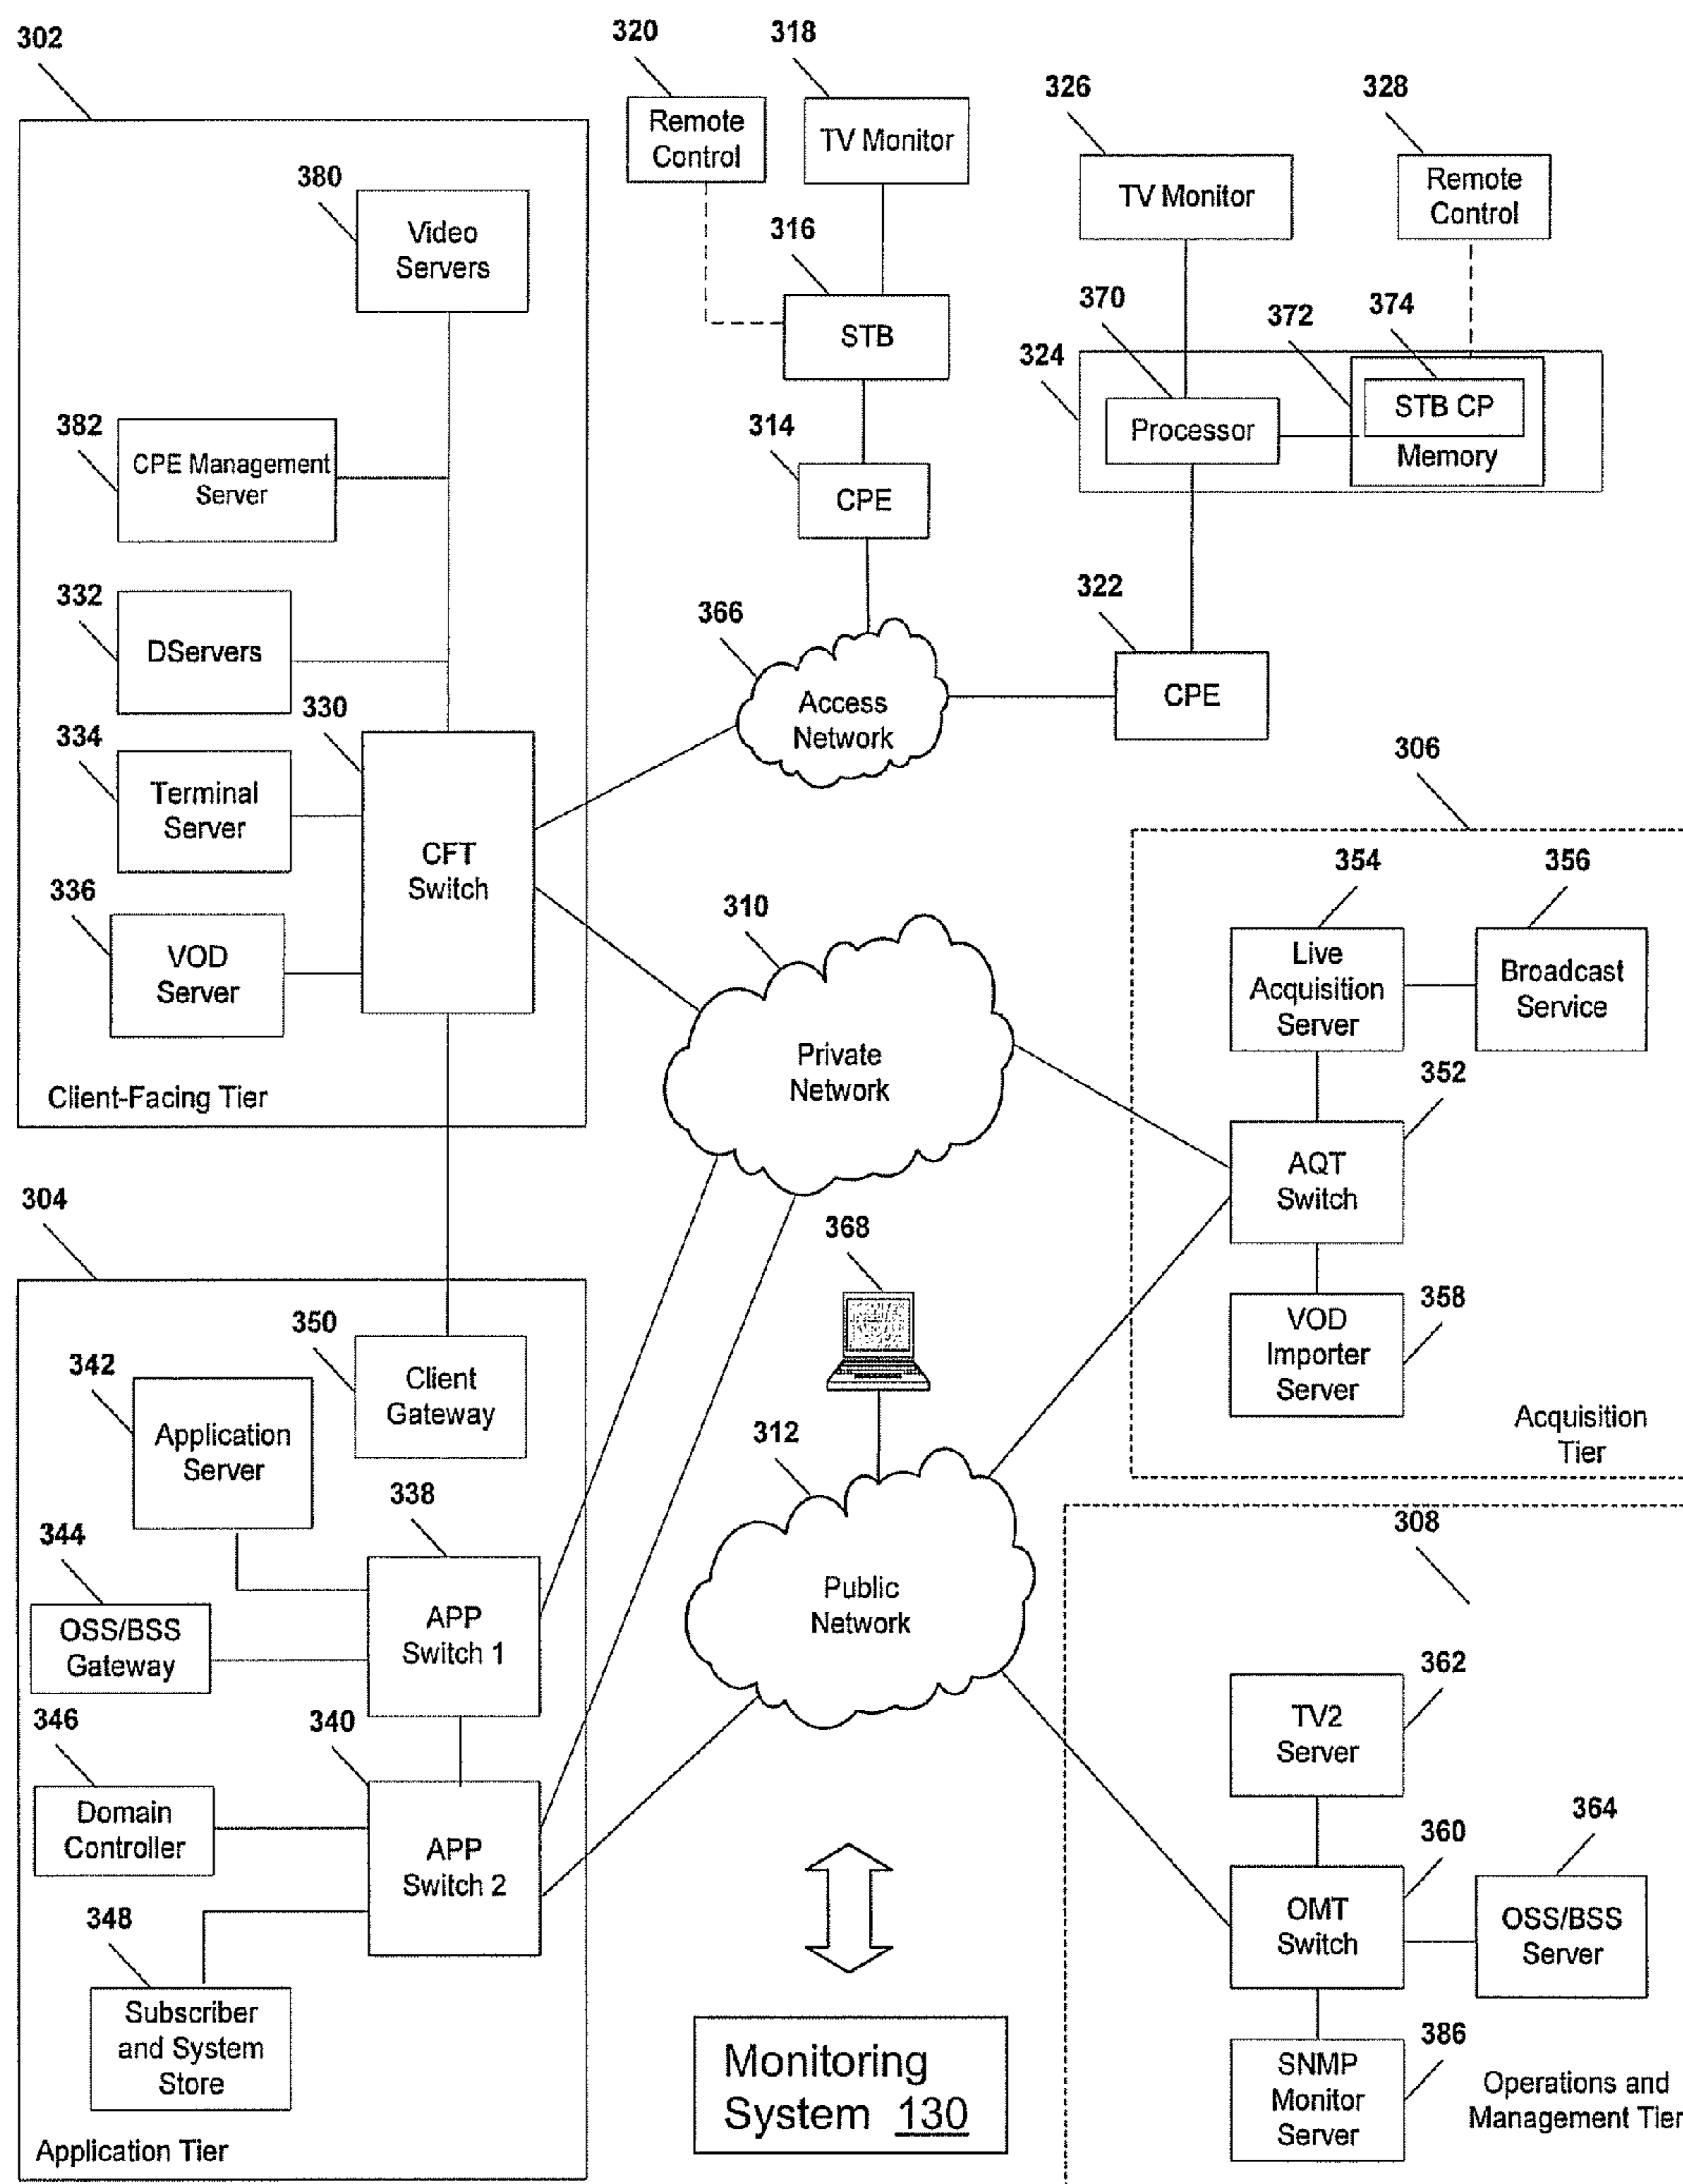 302
320
318
326
328
Remote
Control
TV Monitor
TV Monitor
Remote
Control
380
Video
Servers
316
STB
370
372
374
324
STB CP
Processor
Memory
382
CPE Management
Server
314
CPE
332
DServers
366
322
Access
Network
CPE
330
334
Terminal
Server
306
CFT
Switch
354
356
336
VOD
Server
310
Live
Acquisition
Server
Broadcast
Service
Private
Network
352
Client-Facing Tier
AQT
Switch
304
368
350
358
342
Client
Gateway
VOD
Importer
Server
Application
Server
312
Acquisition
Tier
338
344
308
OSS/BSS
Gateway
APP
Switch 1
Public
Network
362
346
340
TV2
Server
Domain
Controller
APP
Switch 2
360
364
348
OMT
Switch
OSS/BSS
Server
Subscriber
and System
Store
Monitoring
System 130
386
SNMP
Monitor
Server
Operations and
Management Tier
Application Tier